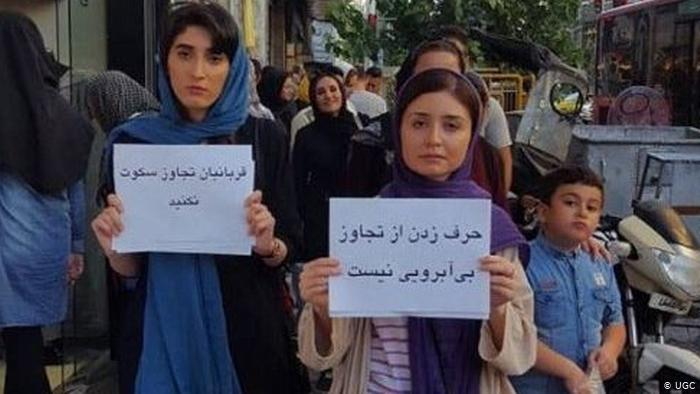 قربانیان تجاوز سکوت
نکنید
حرف زدن از تجاوز
بی‌آبرویی نیست
© UGC